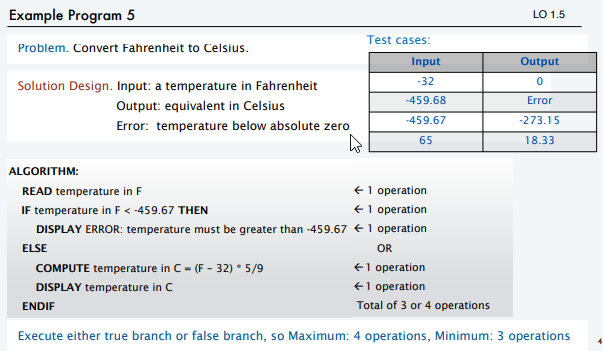 Example Program 5
LO 1.5
Problem. Convert Fahrenheit to Celsius.
Test cases:
Input Output
-32 0
-459.68 Error
-459.67 -273.15
65 18.33
Solution Design. Input: a temperature in Fahrenheit
Output: equivalent in Celsius
Error: temperature below absolute zero
ALGORITHM:
READ temperature in F ← 1 operation
IF temperature in F < -459.67 THEN ← 1 operation
DISPLAY ERROR: temperature must be greater than -459.67 ← 1 operation
ELSE OR
COMPUTE temperature in C = (F - 32) * 5/9 ← 1 operation
DISPLAY temperature in C ← 1 operation
ENDIF Total of 3 or 4 operations
Execute either true branch or false branch, so Maximum: 4 operations, Minimum: 3 operations
4